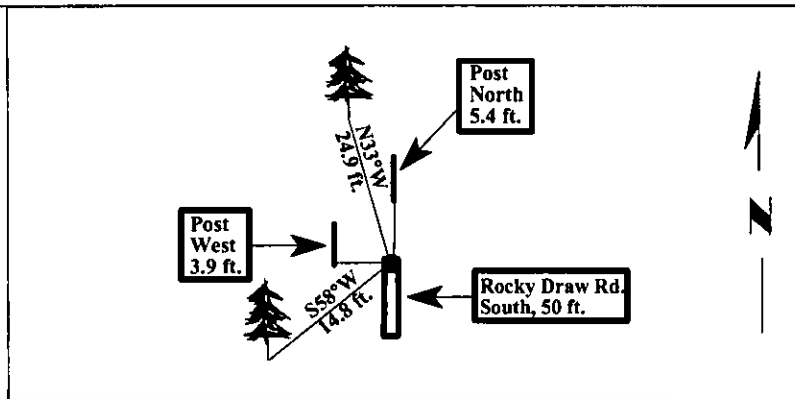 Post
North
5.4 ft.
N33°W
24.9 ft.
Post
West
3.9 ft.
S58°W
14.8 ft.
Rocky Draw Rd.
South, 50 ft.
N